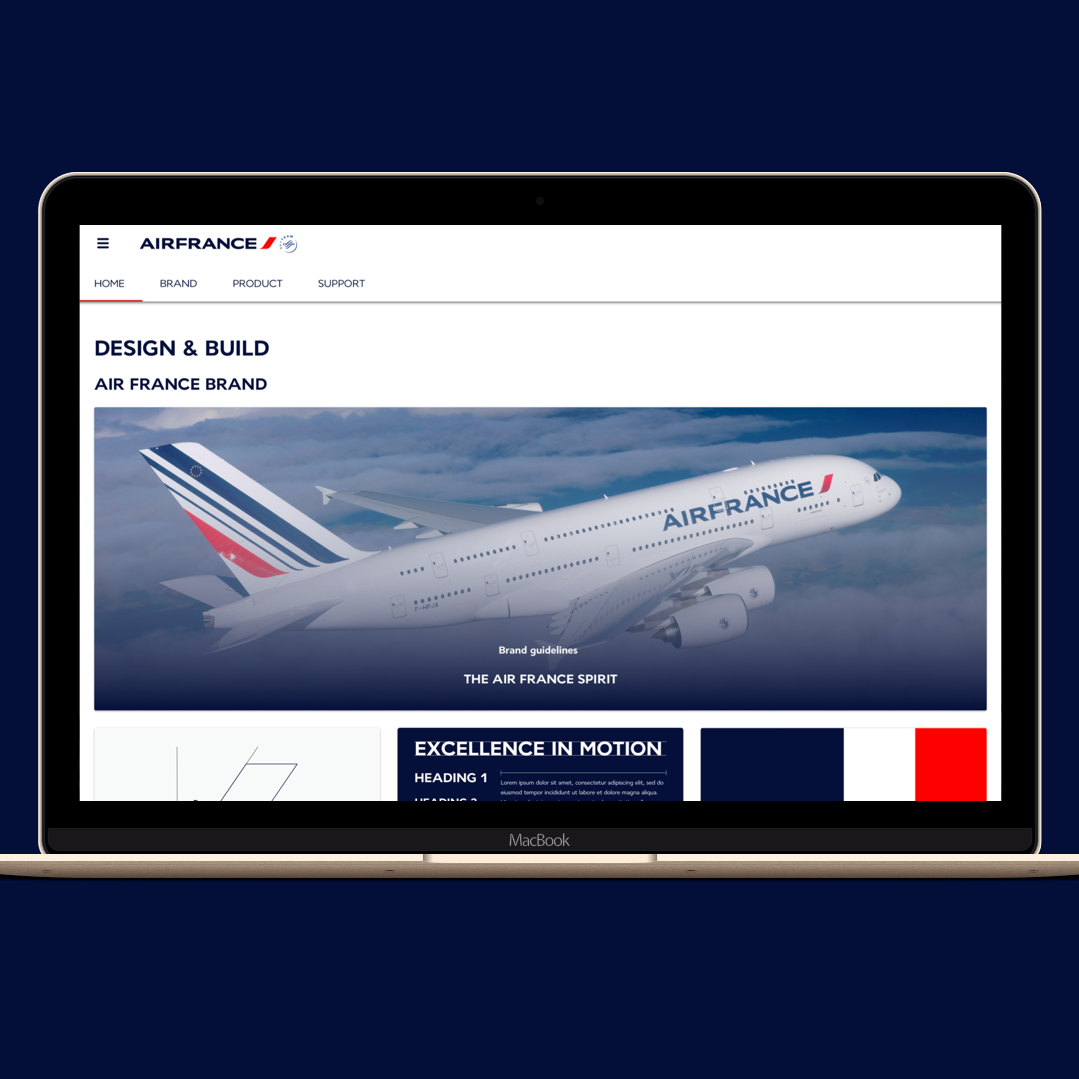 AIRFRANCE
HOME BRAND PRODUCT SUPPORT
DESIGN & BUILD
AIR FRANCE BRAND
AIRFRANCE
F-HPJA
Brand guidelines
THE AIR FRANCE SPIRIT
EXCELLENCE IN MOTION
HEADING 1
Lorem ipsum dolor sit amet, consectetur adipiscing elit, sed do
eiusmod tempor incididunt ut labore et dolore magna aliqua.
HEADING 2
MacBook